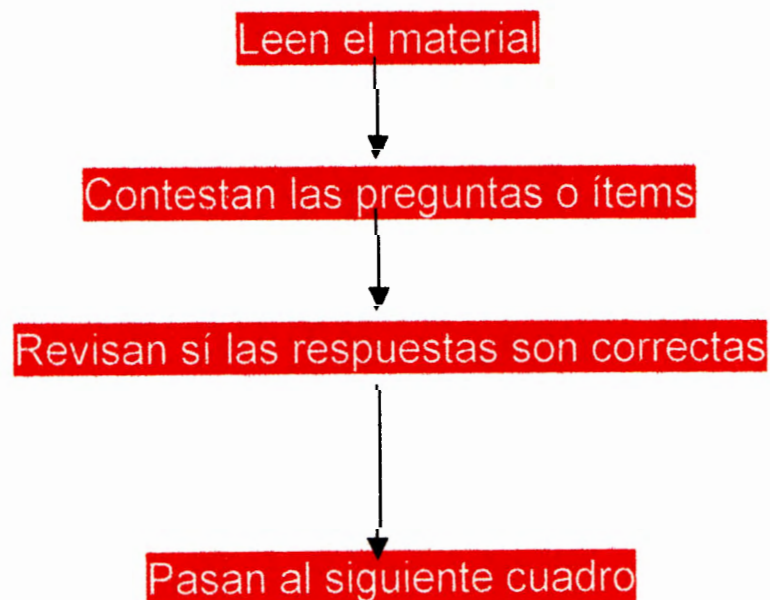 Leen el material
Contestan las preguntas o ítems
Revisan sí las respuestas son correctas
Pasan al siguiente cuadro